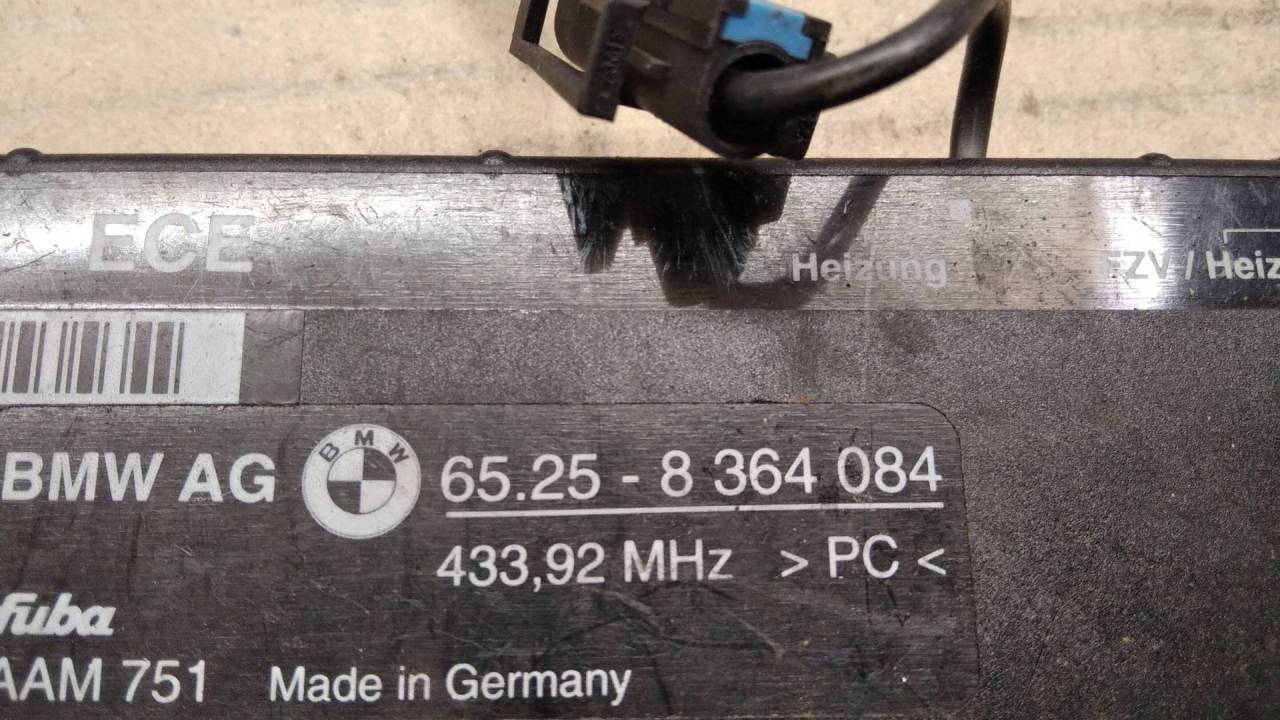 ECE
Heizung
FZV / Heiz
BMW AG BMW 65.25 - 8 364 084
433,92 MHz > PC <
fuba
AAM 751 Made in Germany